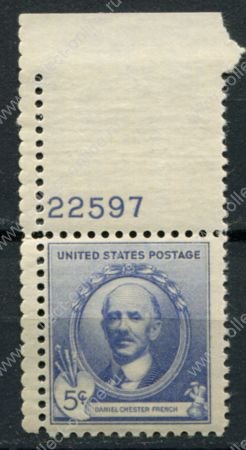 22597
UNITED STATES POSTAGE
5¢
DANIEL CHESTER FRENCH